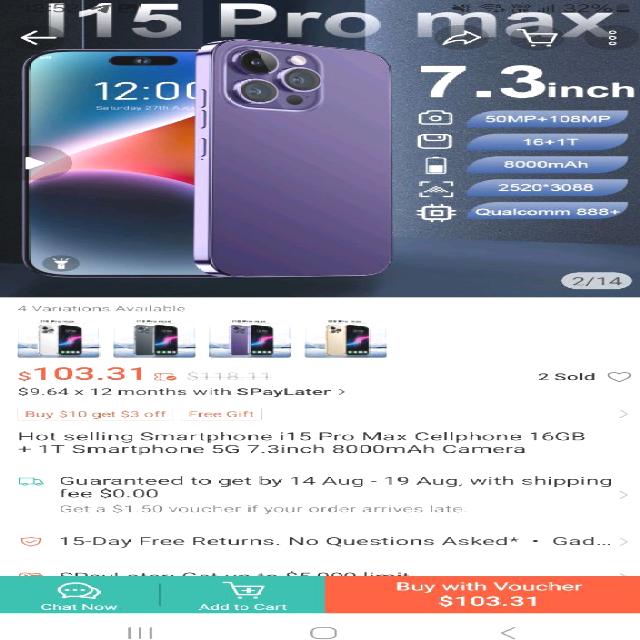 i15 Pro max
32%
12:00
Saturday 27th
7.3inch
50MP+108MP
16+1T
8000mAh
2520*3088
Qualcomm 888+
2/14
4 Variations Available
$103.31 $118.11
2 Sold
$9.64 x 12 months with SPayLater >
Buy $10 get $3 off Free Gift
Hot selling Smartphone i15 Pro Max Cellphone 16GB
+ 1T Smartphone 5G 7.3inch 8000mAh Camera
Guaranteed to get by 14 Aug - 19 Aug, with shipping
fee $0.00
Get a $1.50 voucher if your order arrives late.
15-Day Free Returns. No Questions Asked* • Gad...
SPayLater: Get up to $5,000 limit
Chat Now
Add to Cart
Buy with Voucher
$103.31